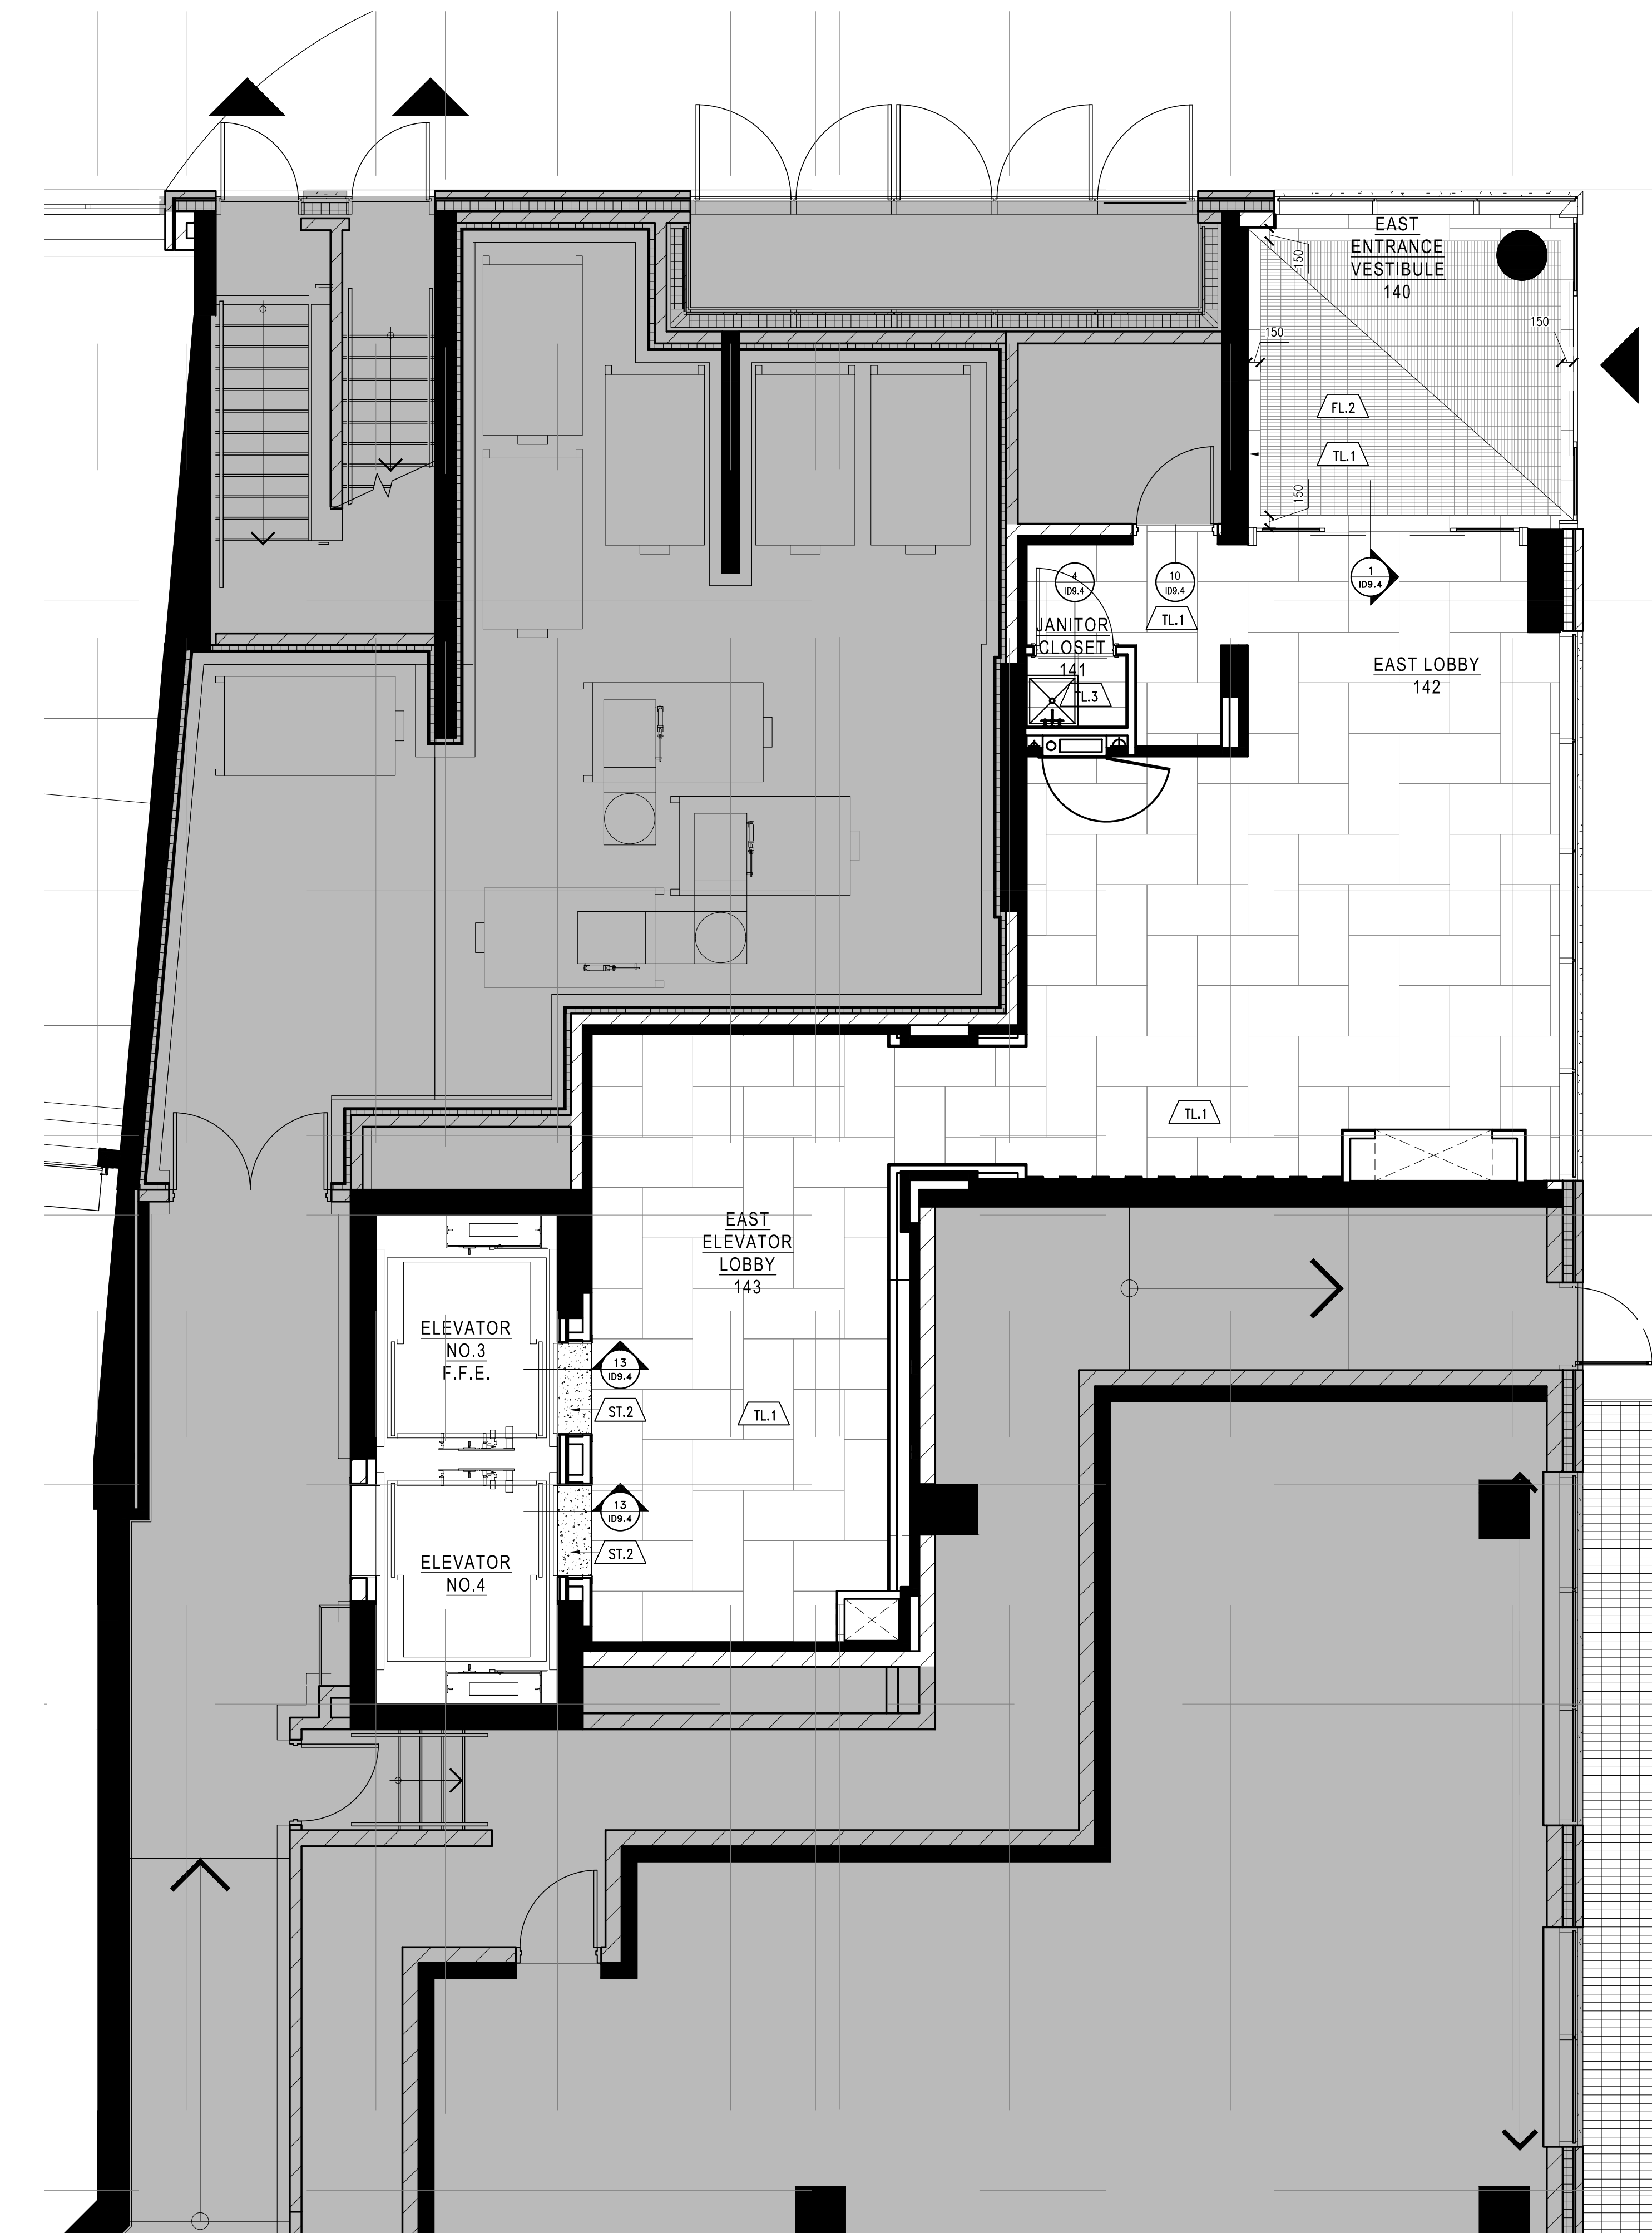 EAST
ENTRANCE
VESTIBULE
140
150
150
150
FL.2
TL.1
150
4
ID9.4
10
ID9.4
1
ID9.4
TL.1
JANITOR
CLOSET
141
TL.3
EAST LOBBY
142
TL.1
EAST
ELEVATOR
LOBBY
143
ELEVATOR
NO.3
F.F.E.
13
ID9.4
ST.2
TL.1
13
ID9.4
ST.2
ELEVATOR
NO.4